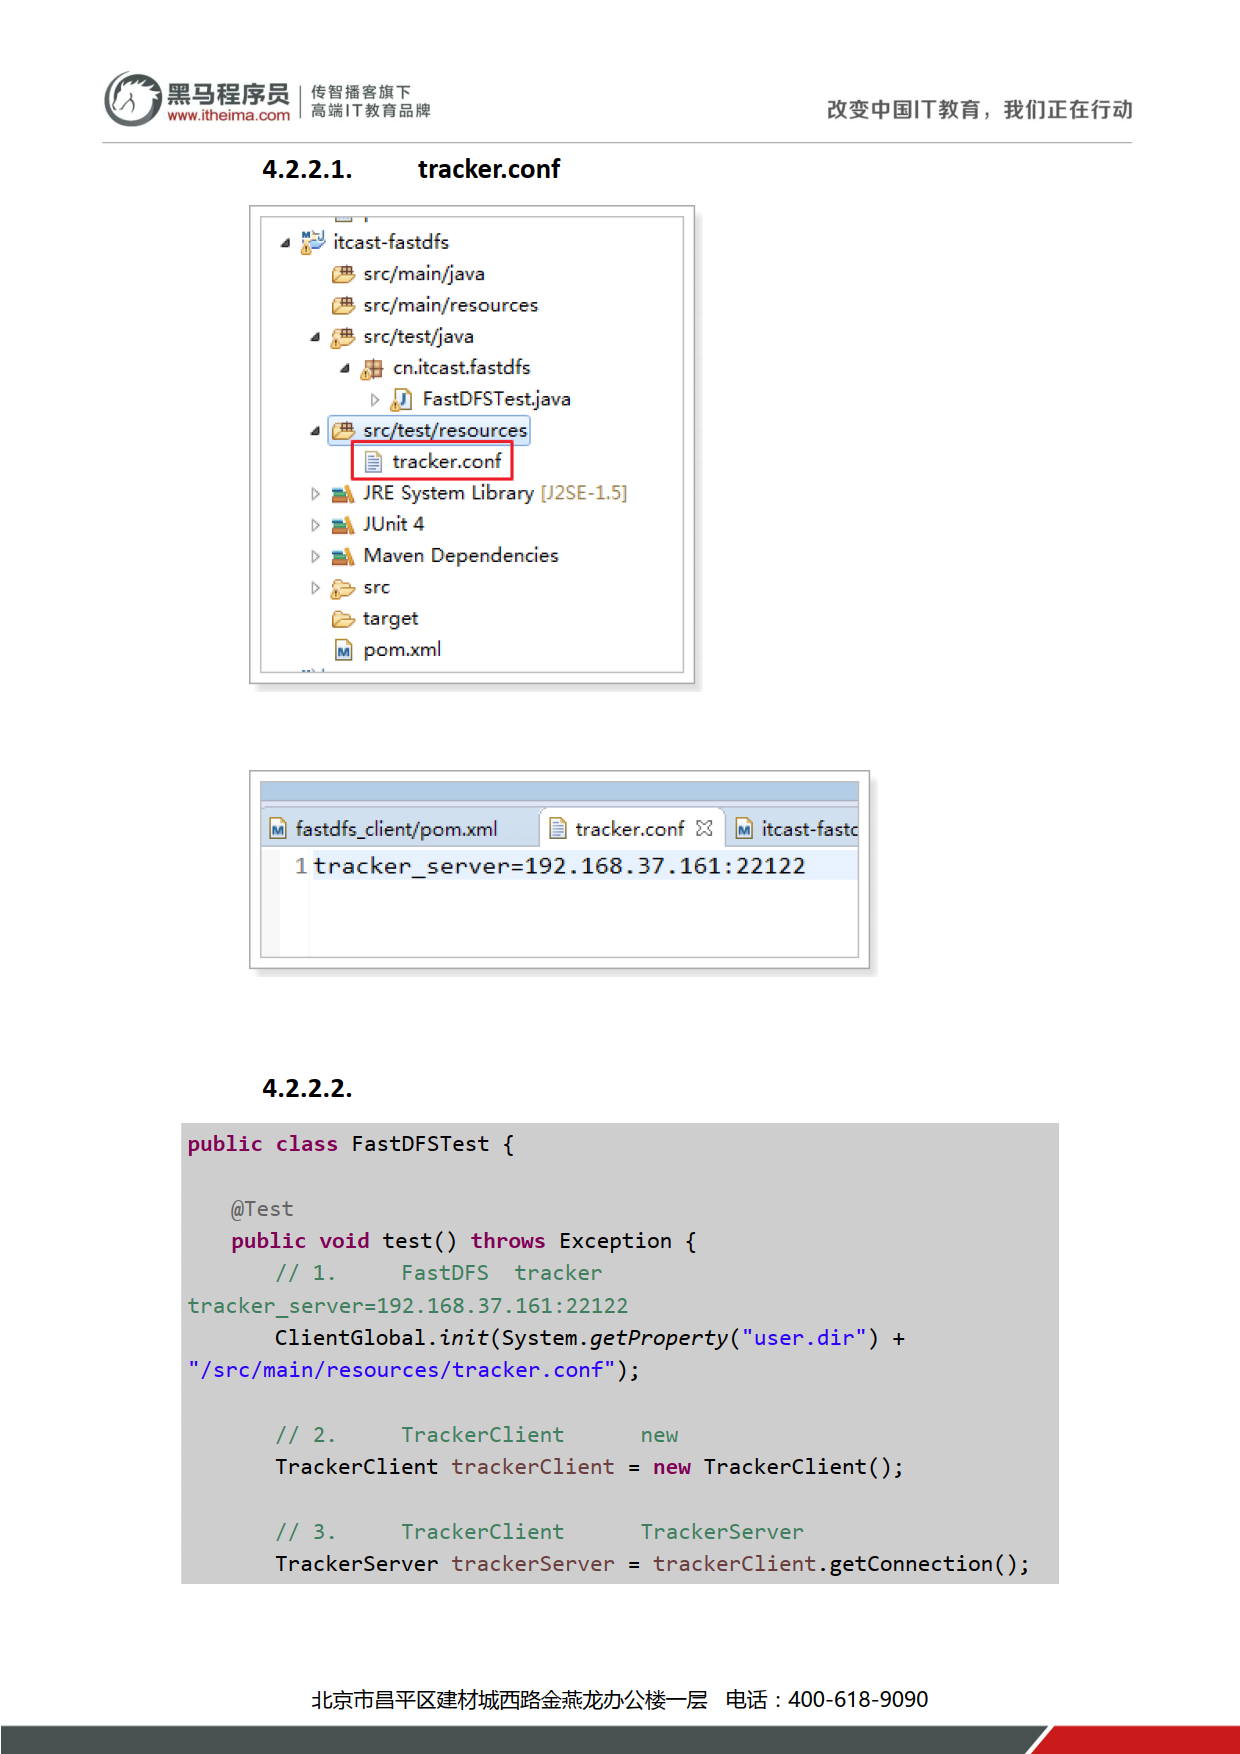 黑马程序员
www.itheima.com
传智播客旗下
高端IT教育品牌
改变中国IT教育，我们正在行动
4.2.2.1. tracker.conf
itcast-fastdfs
src/main/java
src/main/resources
src/test/java
cn.itcast.fastdfs
FastDFSTest.java
src/test/resources
tracker.conf
JRE System Library [J2SE-1.5]
JUnit 4
Maven Dependencies
src
target
pom.xml
fastdfs_client/pom.xml tracker.conf itcast-fastd
1 tracker_server=192.168.37.161:22122
4.2.2.2.
public class FastDFSTest {
@Test
public void test() throws Exception {
// 1. FastDFS tracker
tracker_server=192.168.37.161:22122
ClientGlobal.init(System.getProperty("user.dir") +
"/src/main/resources/tracker.conf");
// 2. TrackerClient new
TrackerClient trackerClient = new TrackerClient();
// 3. TrackerClient TrackerServer
TrackerServer trackerServer = trackerClient.getConnection();
北京市昌平区建材城西路金燕龙办公楼一层 电话：400-618-9090